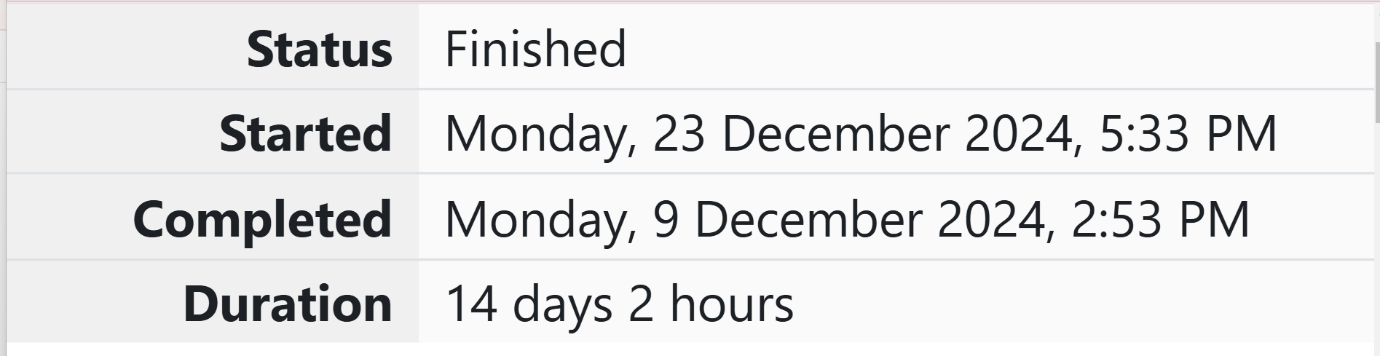 Status Finished
Started Monday, 23 December 2024, 5:33 PM
Completed Monday, 9 December 2024, 2:53 PM
Duration 14 days 2 hours